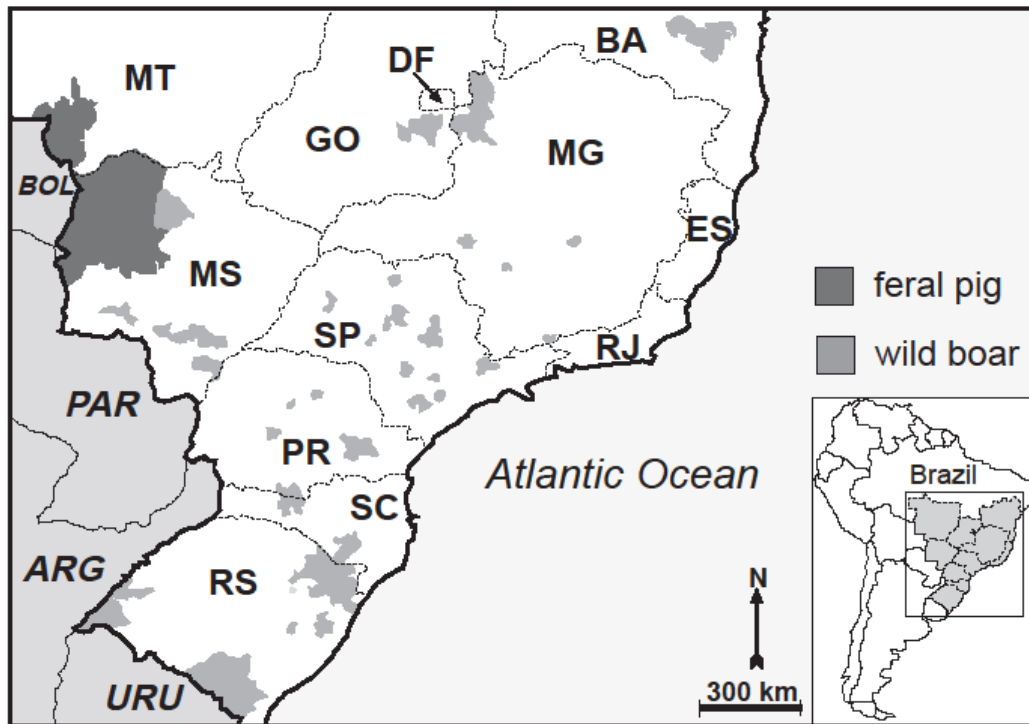 BA
MT
DF
GO
MG
BOL
ES
MS
feral pig
SP
RJ
wild boar
PAR
Brazil
PR
Atlantic Ocean
SC
ARG
RS
N
URU
300 km